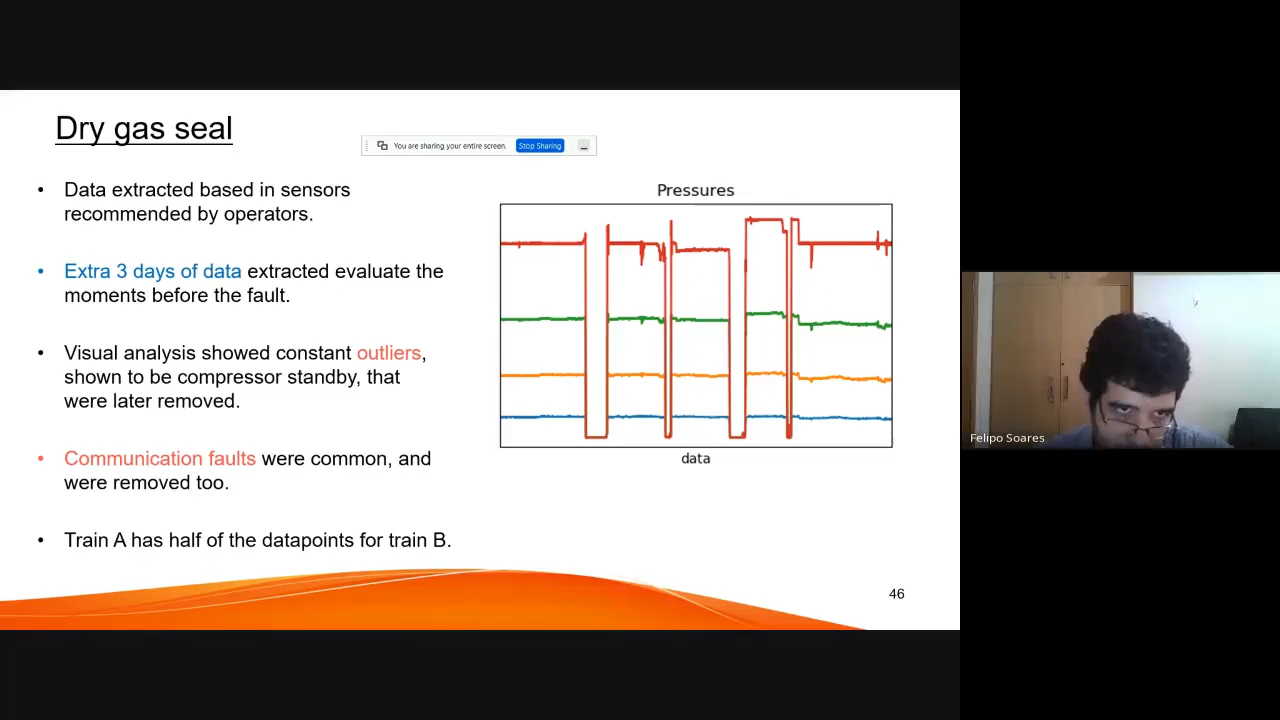 Dry gas seal
You are sharing your entire screen.
Stop Sharing
• Data extracted based in sensors
recommended by operators.
• Extra 3 days of data extracted evaluate the
moments before the fault.
• Visual analysis showed constant outliers,
shown to be compressor standby, that
were later removed.
• Communication faults were common, and
were removed too.
• Train A has half of the datapoints for train B.
Pressures
data
46
Felipo Soares